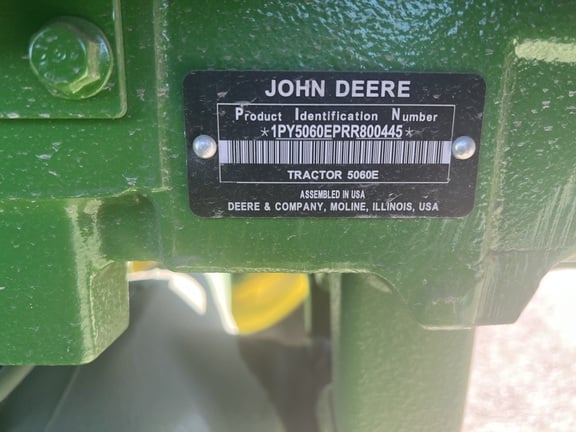 JOHN DEERE
Product Identification Number
*1PY5060EPRR800445*
TRACTOR 5060E
ASSEMBLED IN USA
DEERE & COMPANY, MOLINE, ILLINOIS, USA